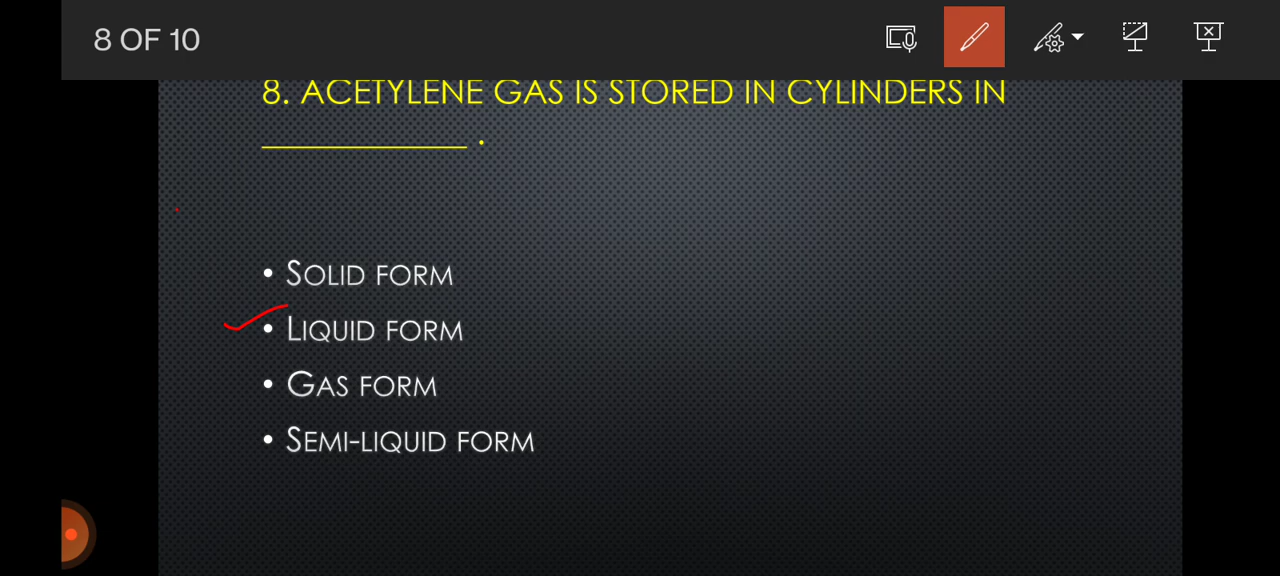 8 OF 10
8. ACETYLENE GAS IS STORED IN CYLINDERS IN
____________ .
• SOLID FORM
• LIQUID FORM
• GAS FORM
• SEMI-LIQUID FORM